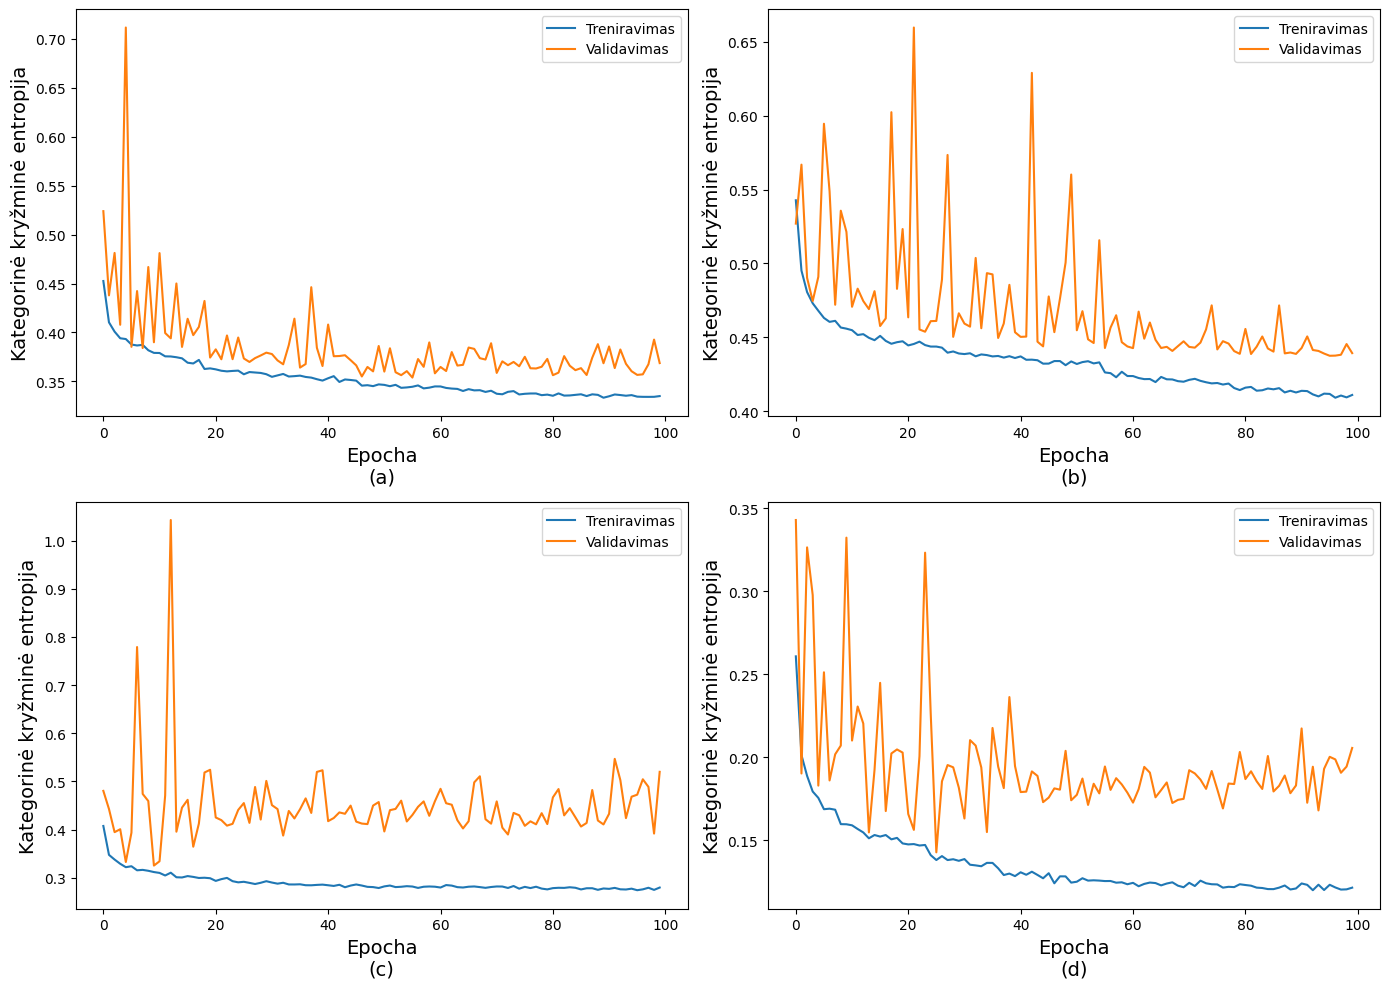 Kategorinė kryžminė entropija
0.70
0.65
0.60
0.55
0.50
0.45
0.40
0.35
Treniravimas
Validavimas
0
20
40
60
80
100
Epocha
(a)
Kategorinė kryžminė entropija
0.65
0.60
0.55
0.50
0.45
0.40
Treniravimas
Validavimas
0
20
40
60
80
100
Epocha
(b)
Kategorinė kryžminė entropija
1.0
0.9
0.8
0.7
0.6
0.5
0.4
0.3
Treniravimas
Validavimas
0
20
40
60
80
100
Epocha
(c)
Kategorinė kryžminė entropija
0.35
0.30
0.25
0.20
0.15
Treniravimas
Validavimas
0
20
40
60
80
100
Epocha
(d)